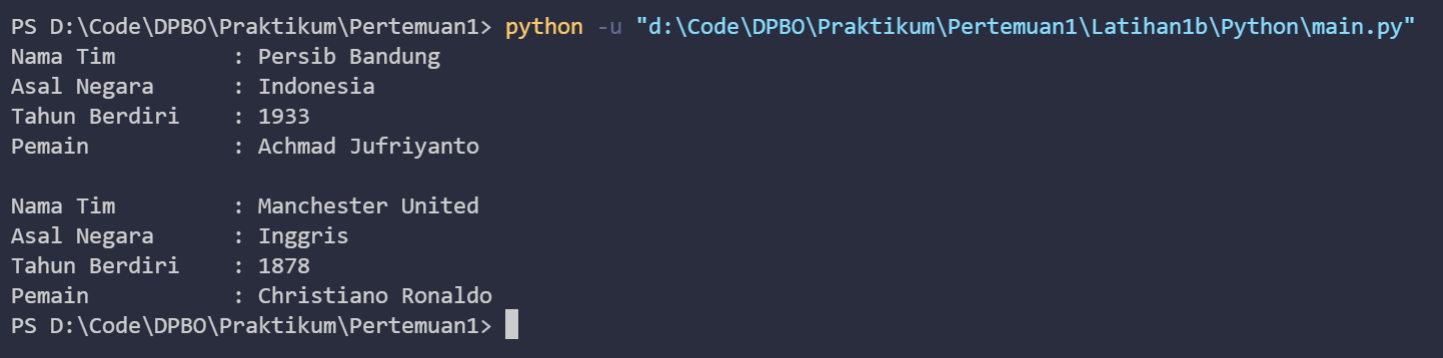 PS D:\Code\DPBO\Praktikum\Pertemuan1> python -u "d:\Code\DPBO\Praktikum\Pertemuan1\Latihan1b\Python\main.py"
Nama Tim : Persib Bandung
Asal Negara : Indonesia
Tahun Berdiri : 1933
Pemain : Achmad Jufriyanto
Nama Tim : Manchester United
Asal Negara : Inggris
Tahun Berdiri : 1878
Pemain : Christiano Ronaldo
PS D:\Code\DPBO\Praktikum\Pertemuan1>